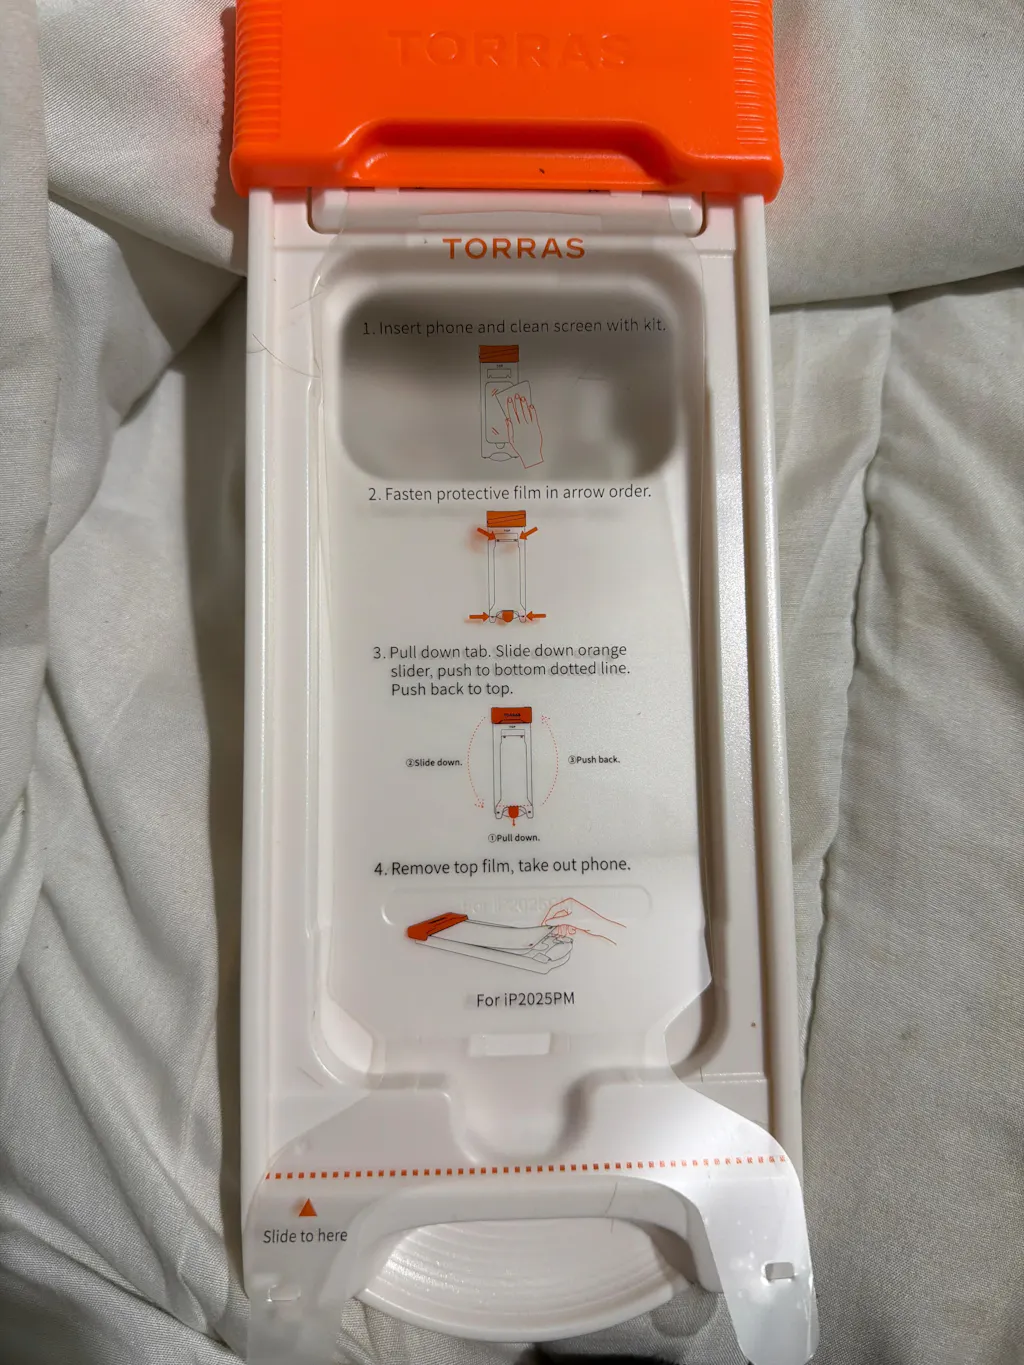 TORRAS
TORRAS
1. Insert phone and clean screen with kit.
2. Fasten protective film in arrow order.
3. Pull down tab. Slide down orange
slider, push to bottom dotted line.
Push back to top.
TORRAS
②Slide down.
③Push back.
①Pull down.
4. Remove top film, take out phone.
For iP2025PM
Slide to here